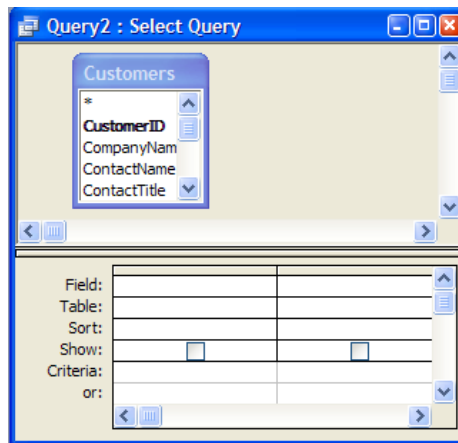 Query2 : Select Query
Customers
*
CustomerID
CompanyNam
ContactName
ContactTitle
Field:
Table:
Sort:
Show:
Criteria:
or: